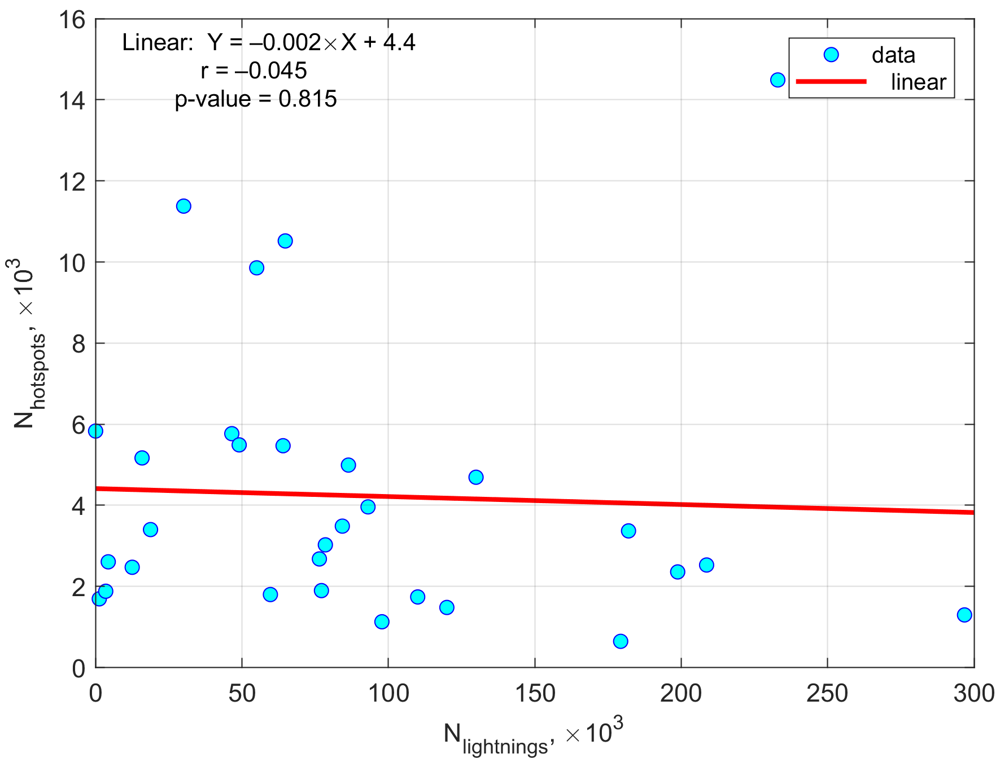 Linear: Y = –0.002×X + 4.4
r = –0.045
p-value = 0.815
data
linear
16
14
12
10
8
6
4
2
0
N_hotspots, ×10^3
0 50 100 150 200 250 300
N_lightnings, ×10^3